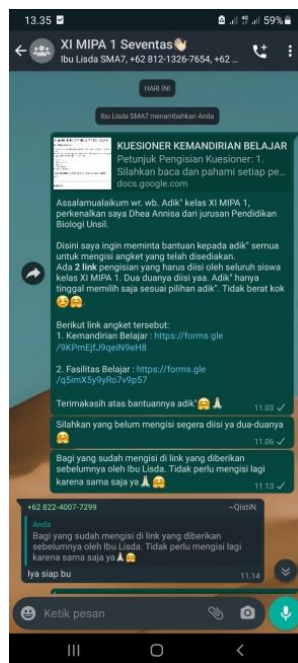 13.35 59%
XI MIPA 1 Seventas👋
Ibu Lisda SMA7, +62 812-1326-7654, +62 ...
HARI INI
Ibu Lisda SMA7 menambahkan Anda
KUESIONER KEMANDIRIAN BELAJAR
Petunjuk Pengisian Kuesioner: 1.
Silahkan baca dan pahami setiap pe...
docs.google.com
Assalamualaikum wr. wb. Adik" kelas XI MIPA 1,
perkenalkan saya Dhea Annisa dari jurusan Pendidikan
Biologi Unsil.
Disini saya ingin meminta bantuan kepada adik" semua
untuk mengisi angket yang telah disediakan.
Ada 2 link pengisian yang harus diisi oleh seluruh siswa
kelas XI MIPA 1. Dua duanya diisi yaa. Adik" hanya
tinggal memilih saja sesuai pilihan adik". Tidak berat kok
😊🤗.
Berikut link angket tersebut:
1. Kemandirian Belajar : https://forms.gle
/9KPmEjfJ9qeiN9eH8
2. Fasilitas Belajar : https://forms.gle
/q5imX5y9yRo7v9p57
Terimakasih atas bantuannya adik"🤗🙏
11.03
Silahkan yang belum mengisi segera diisi ya dua-duanya
🤗
11.06
Bagi yang sudah mengisi di link yang diberikan
sebelumnya oleh Ibu Lisda. Tidak perlu mengisi lagi
karena sama saja ya🙏🤗
11.13
+62 822-4007-7299 ~QistiN
Anda
Bagi yang sudah mengisi di link yang diberikan
sebelumnya oleh Ibu Lisda. Tidak perlu mengisi lagi
karena sama saja ya🙏🤗
Iya siap bu
11.14
Ketik pesan